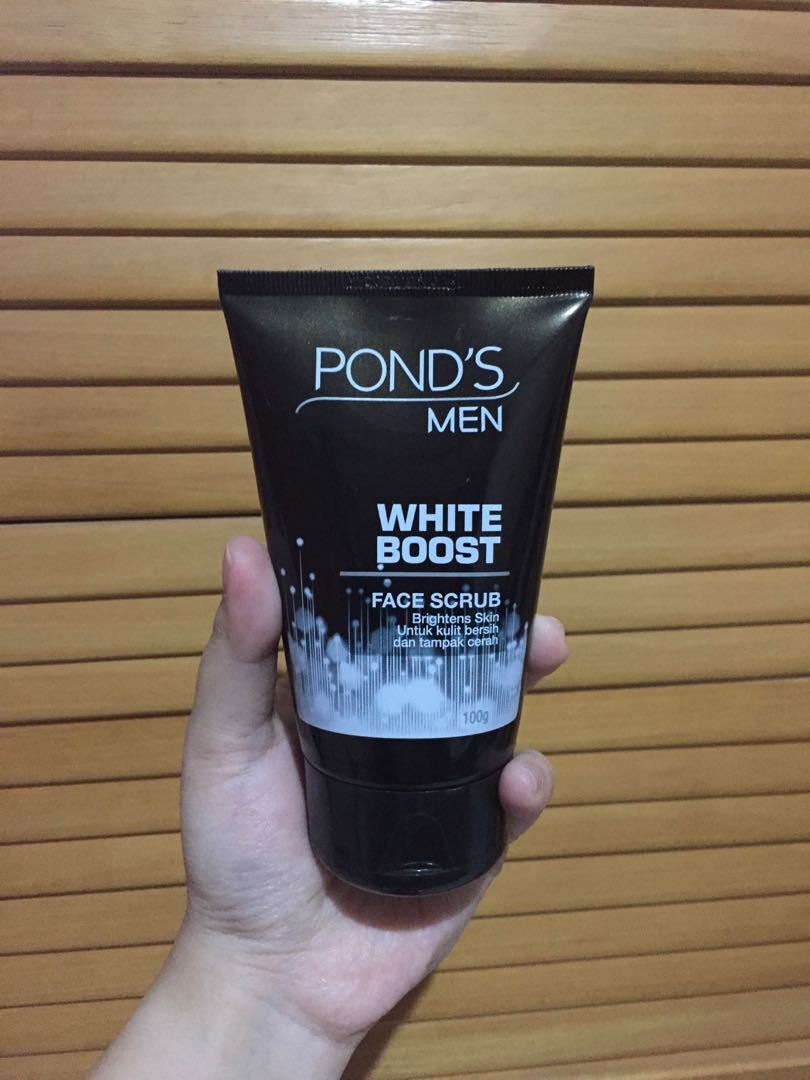 POND'S
MEN
WHITE
BOOST
FACE SCRUB
Brightens Skin
Untuk kulit bersih
dan tampak cerah
100g